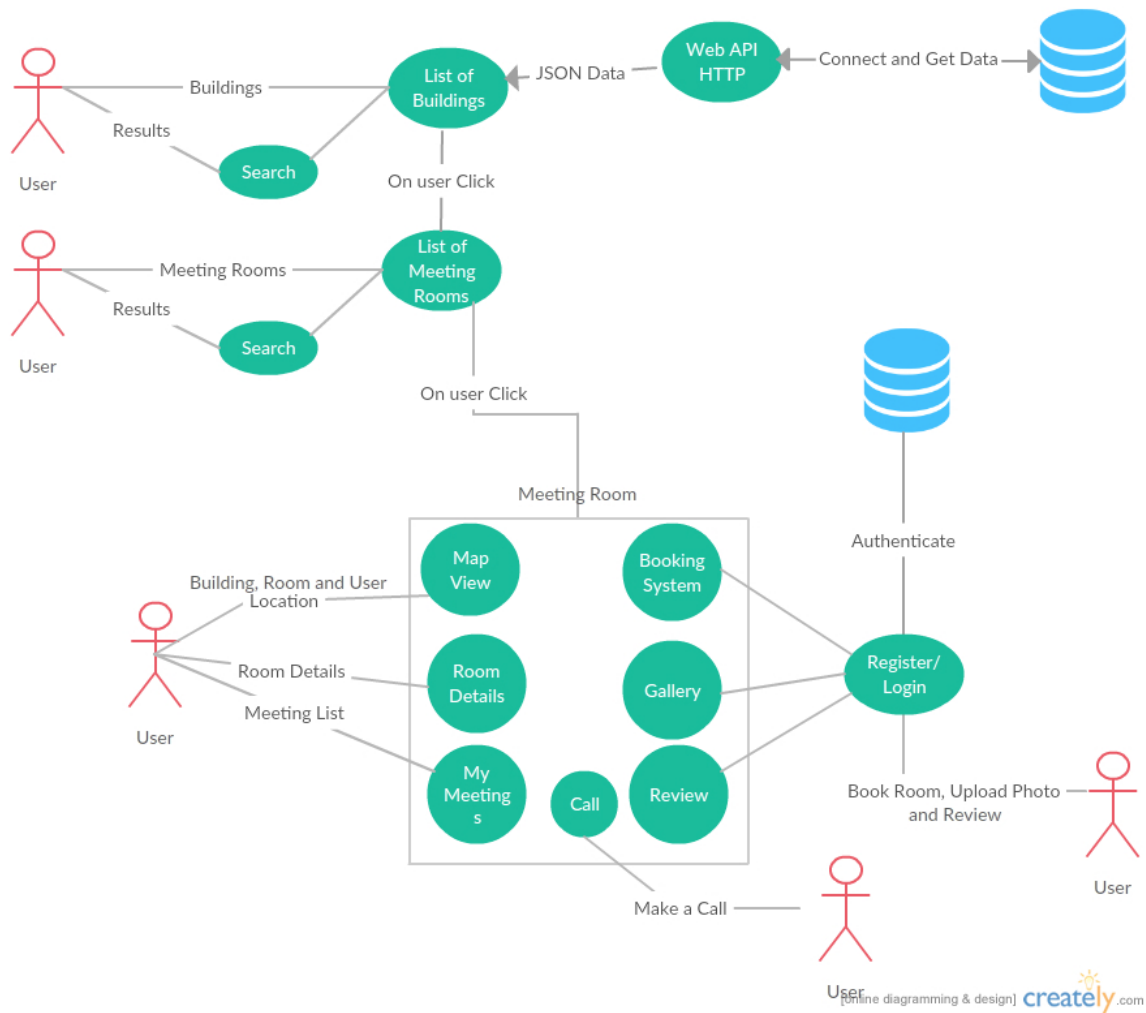 Web API
HTTP
Connect and Get Data
JSON Data
List of
Buildings
Buildings
Results
Search
User
On user Click
List of
Meeting
Rooms
Meeting Rooms
Results
Search
User
On user Click
Meeting Room
Map
View
Booking
System
Authenticate
Building, Room and User
Location
Room Details
Room
Details
Gallery
Register/
Login
Meeting List
User
My
Meeting
s
Call
Review
Book Room, Upload Photo
and Review
User
Make a Call
User
[online diagramming & design] creately.com